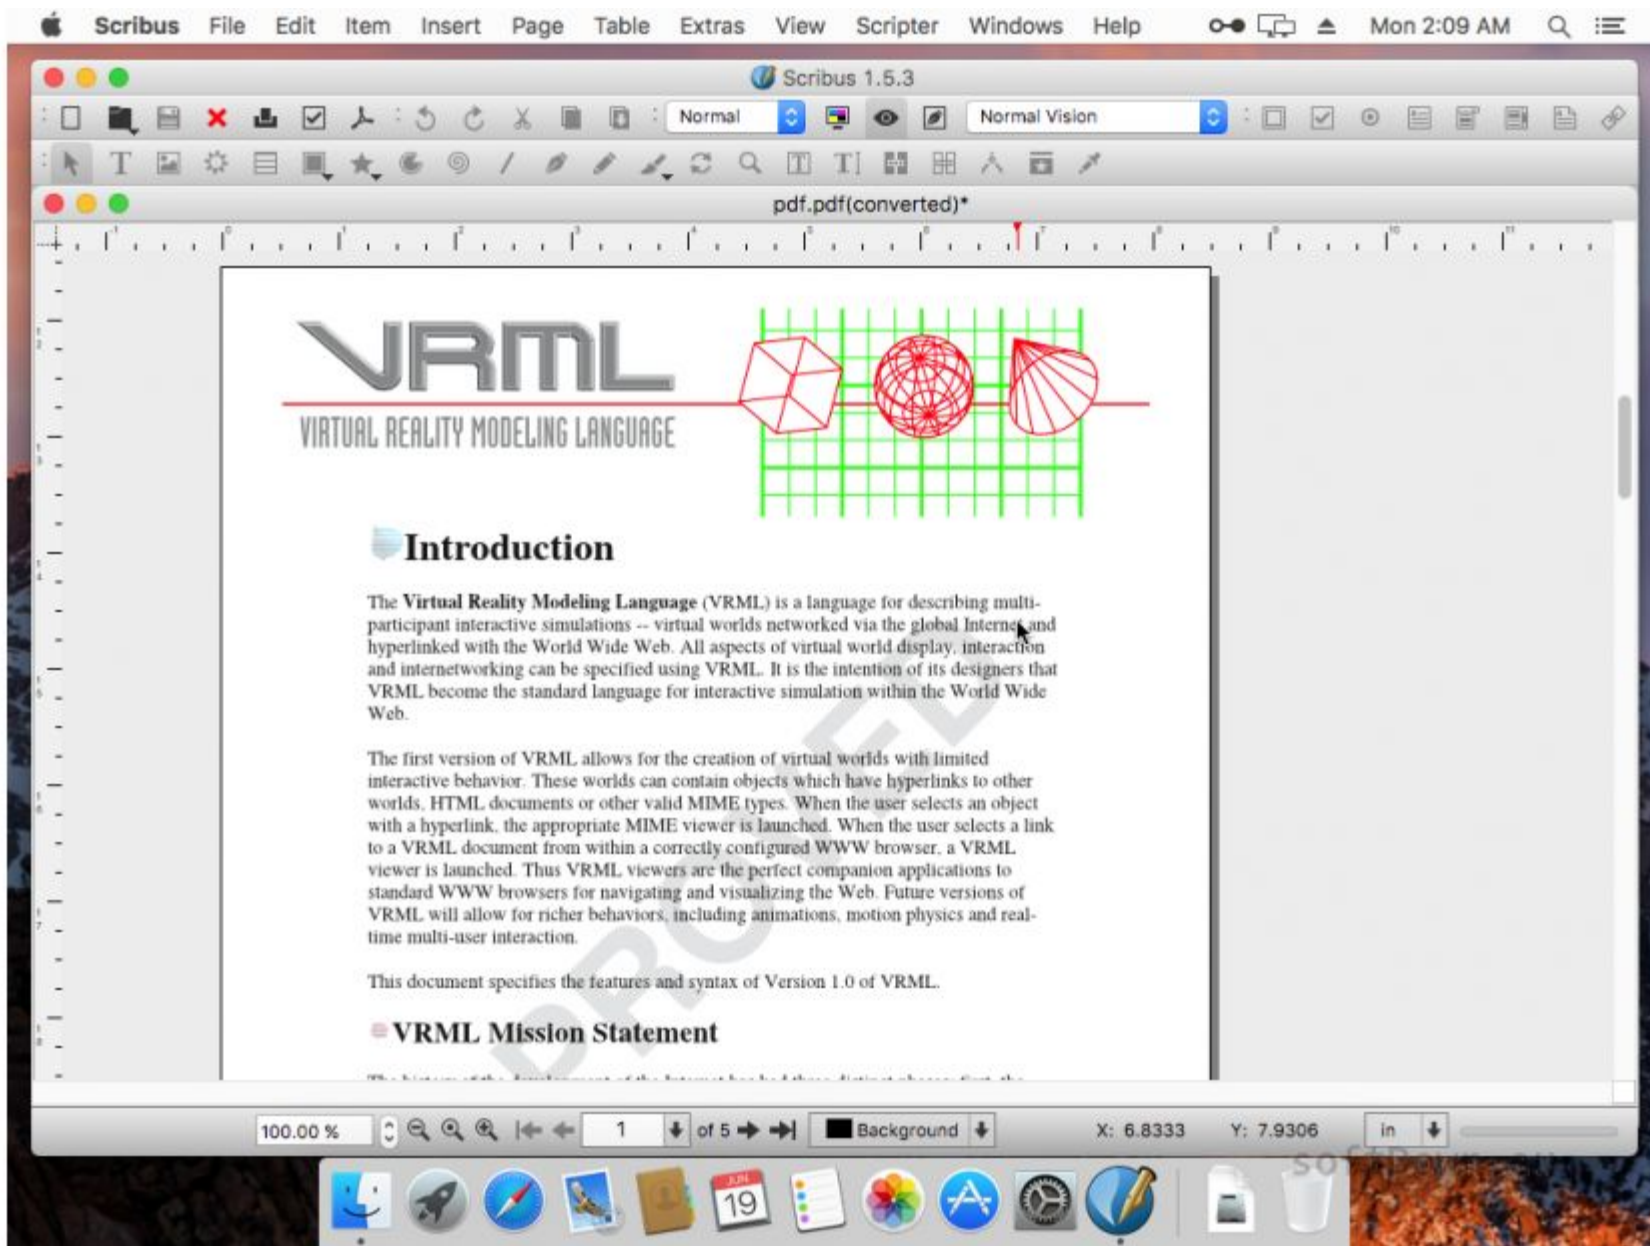 Scribus File Edit Item Insert Page Table Extras View Scripter Windows Help Mon 2:09 AM
Scribus 1.5.3
Normal Normal Vision
pdf.pdf(converted)*
VRML
VIRTUAL REALITY MODELING LANGUAGE
Introduction
The Virtual Reality Modeling Language (VRML) is a language for describing multi-
participant interactive simulations -- virtual worlds networked via the global Internet and
hyperlinked with the World Wide Web. All aspects of virtual world display, interaction
and internetworking can be specified using VRML. It is the intention of its designers that
VRML become the standard language for interactive simulation within the World Wide
Web.
The first version of VRML allows for the creation of virtual worlds with limited
interactive behavior. These worlds can contain objects which have hyperlinks to other
worlds, HTML documents or other valid MIME types. When the user selects an object
with a hyperlink, the appropriate MIME viewer is launched. When the user selects a link
to a VRML document from within a correctly configured WWW browser, a VRML
viewer is launched. Thus VRML viewers are the perfect companion applications to
standard WWW browsers for navigating and visualizing the Web. Future versions of
VRML will allow for richer behaviors, including animations, motion physics and real-
time multi-user interaction.
This document specifies the features and syntax of Version 1.0 of VRML.
PROVED
VRML Mission Statement
100.00 % 1 of 5 Background X: 6.8333 Y: 7.9306 in
JUN
19